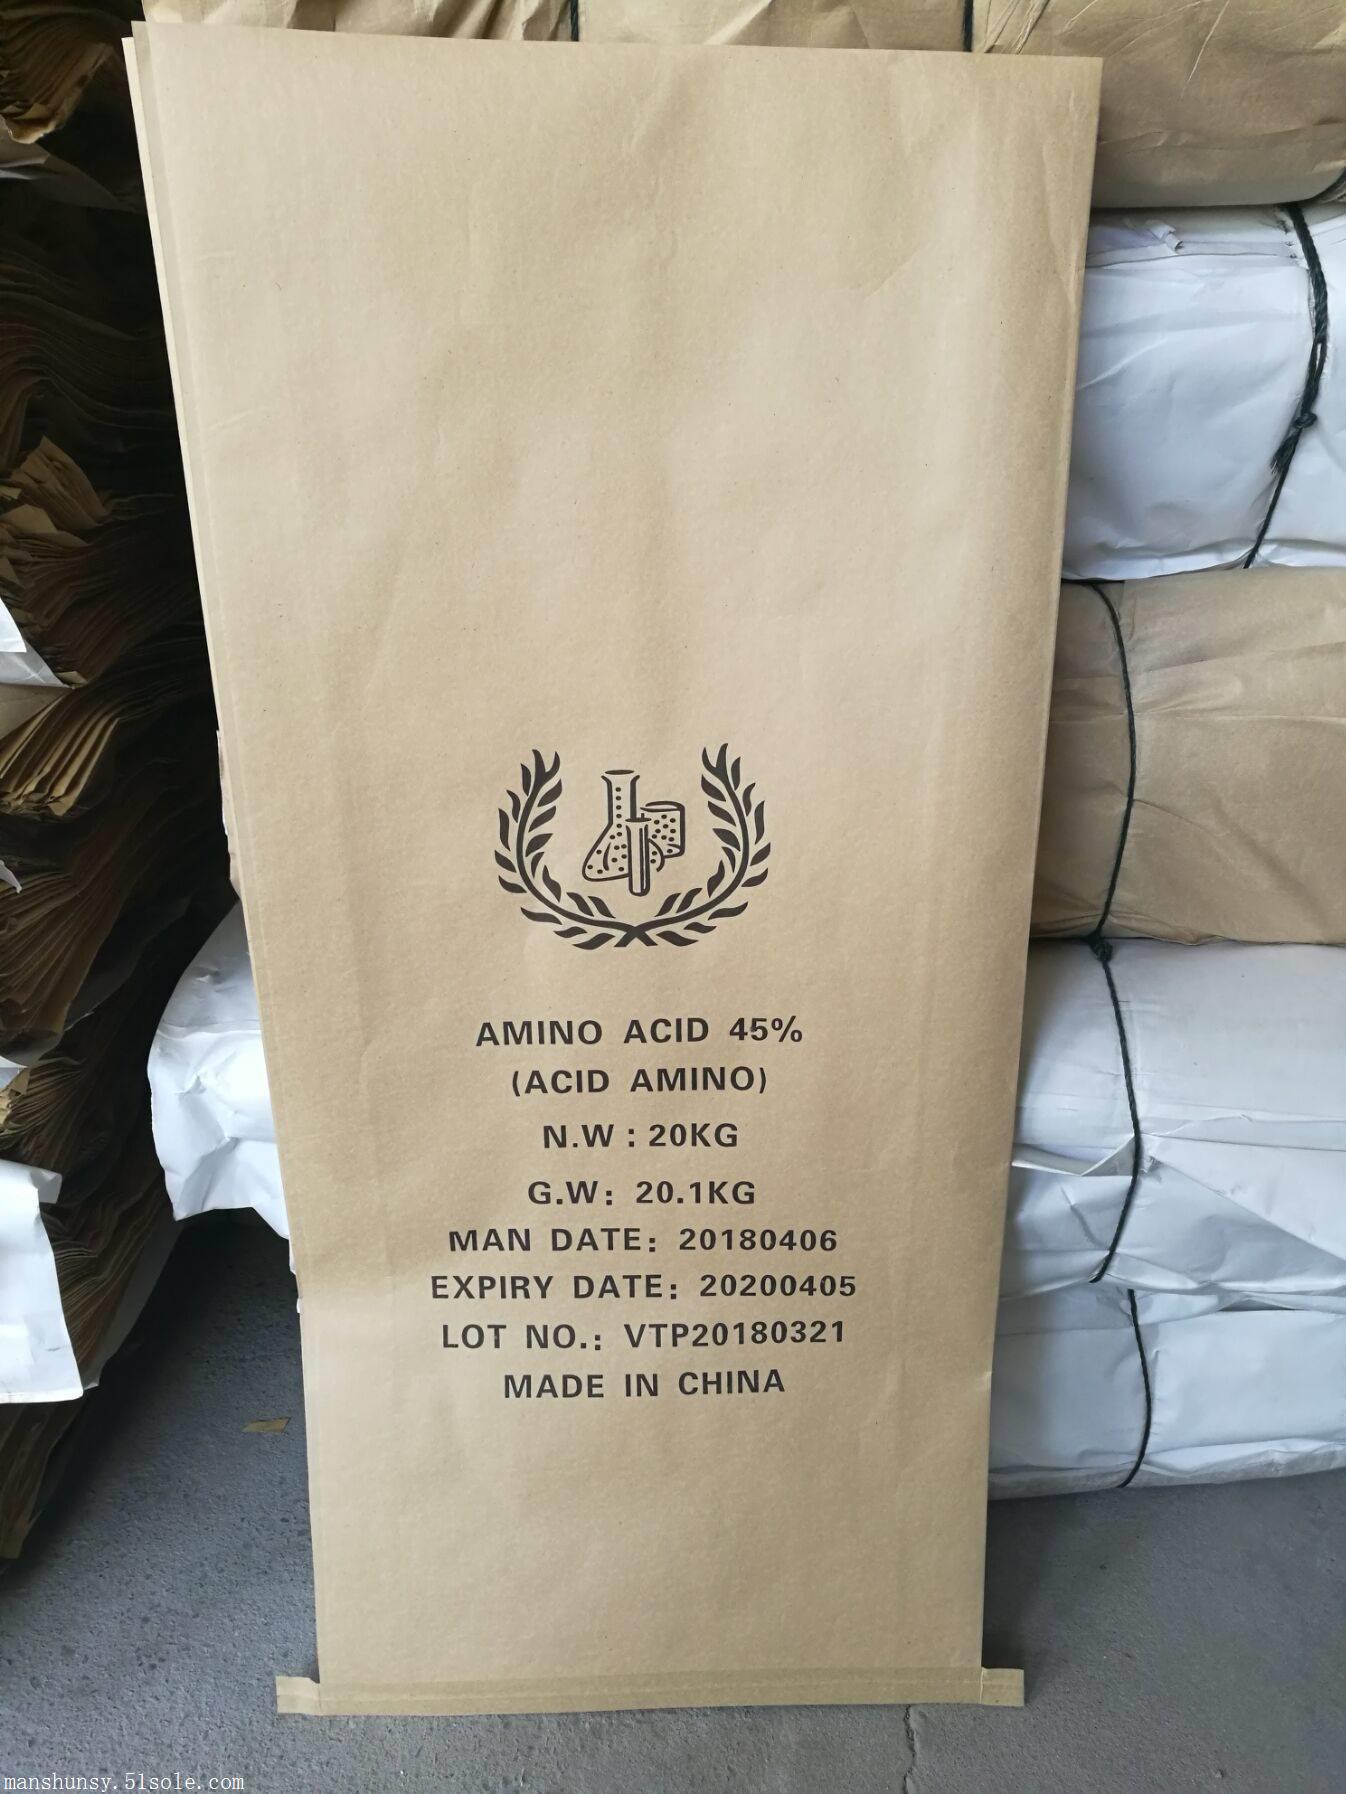 AMINO ACID 45%
(ACID AMINO)
N.W : 20KG
G.W: 20.1KG
MAN DATE: 20180406
EXPIRY DATE: 20200405
LOT NO.: VTP20180321
MADE IN CHINA
manshunsy.51sole.com